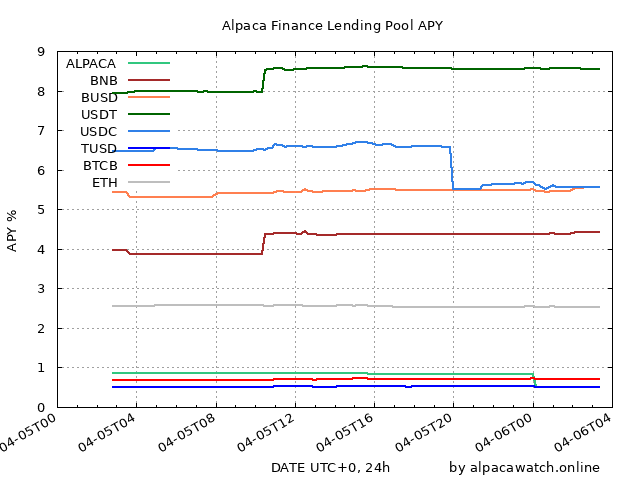 Alpaca Finance Lending Pool APY
ALPACA
BNB
BUSD
USDT
USDC
TUSD
BTCB
ETH
APY %
9
8
7
6
5
4
3
2
1
0
04-05T00
04-05T04
04-05T08
04-05T12
04-05T16
04-05T20
04-06T00
04-06T04
DATE UTC+0, 24h
by alpacawatch.online